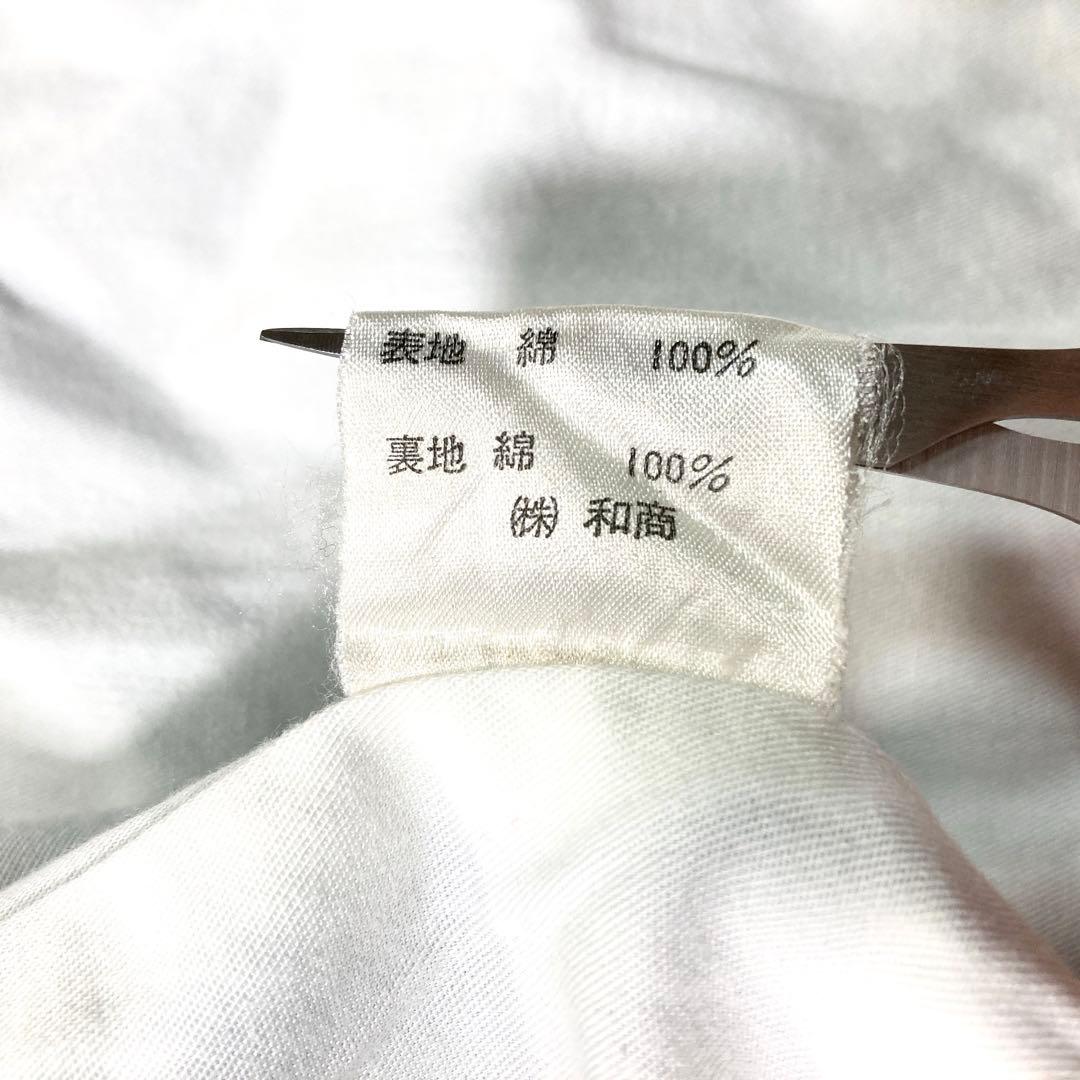 表地 綿 100%
裏地 綿 100%
㈱ 和商